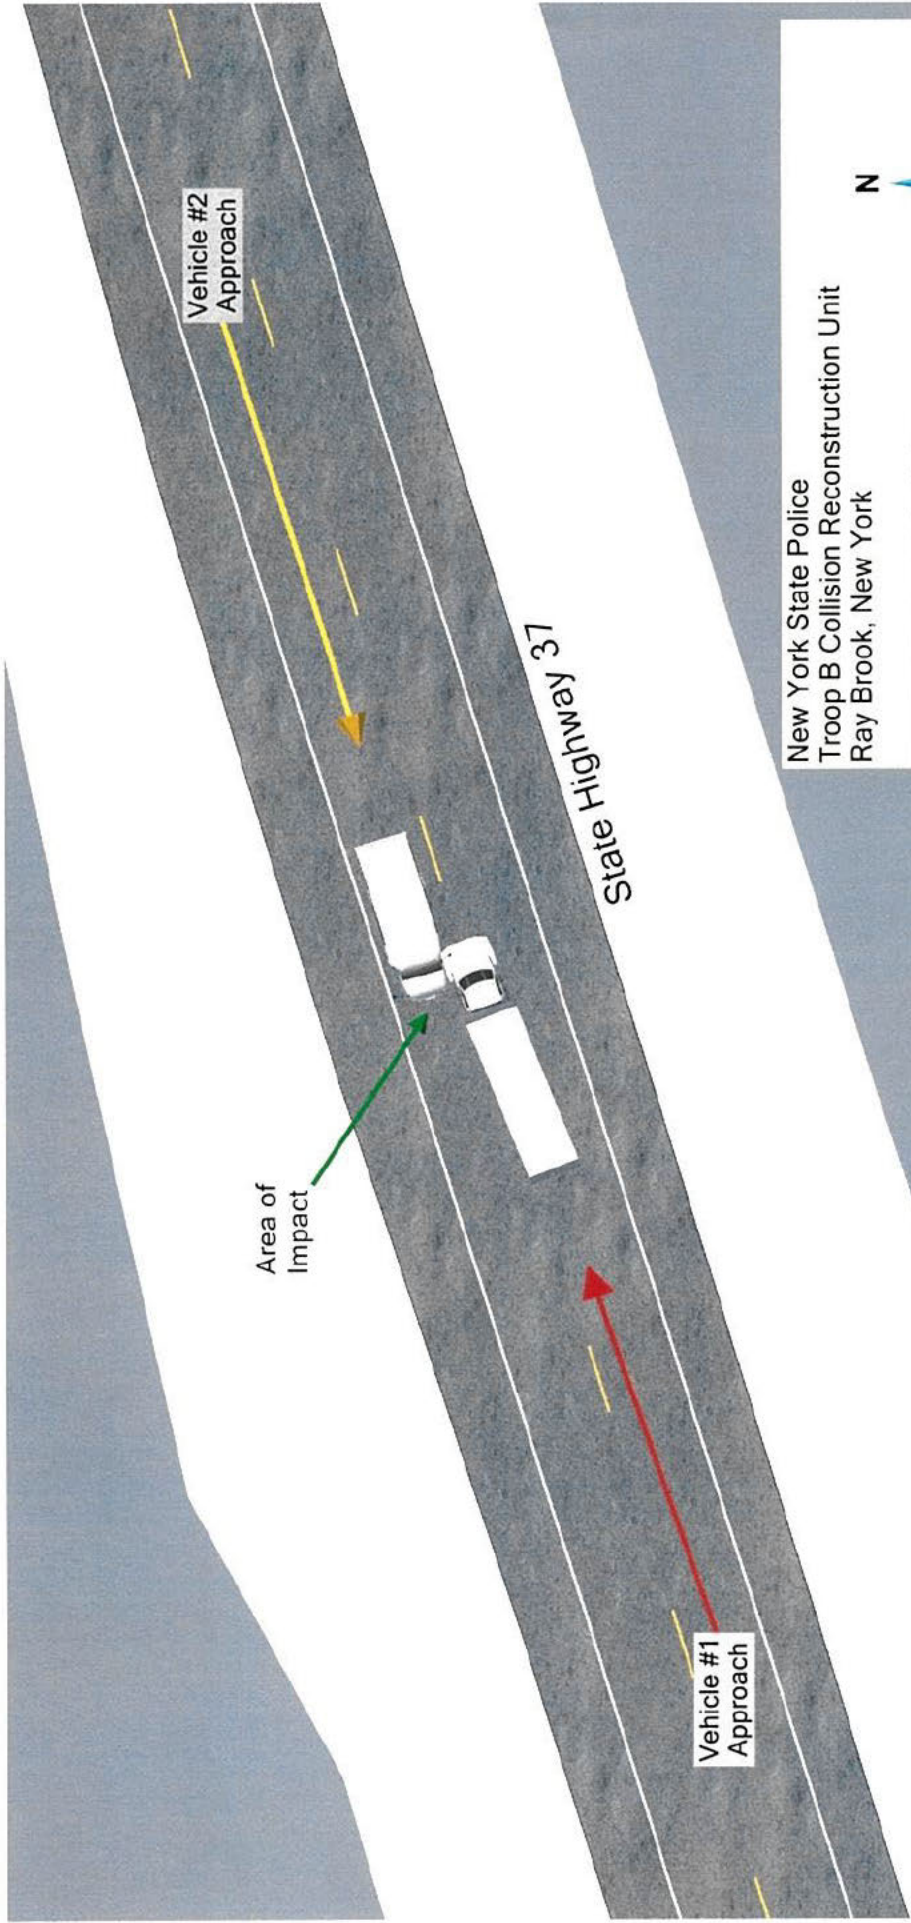 Vehicle #2
Approach
Area of
Impact
State Highway 37
Vehicle #1
Approach
New York State Police
Troop B Collision Reconstruction Unit
Ray Brook, New York
N